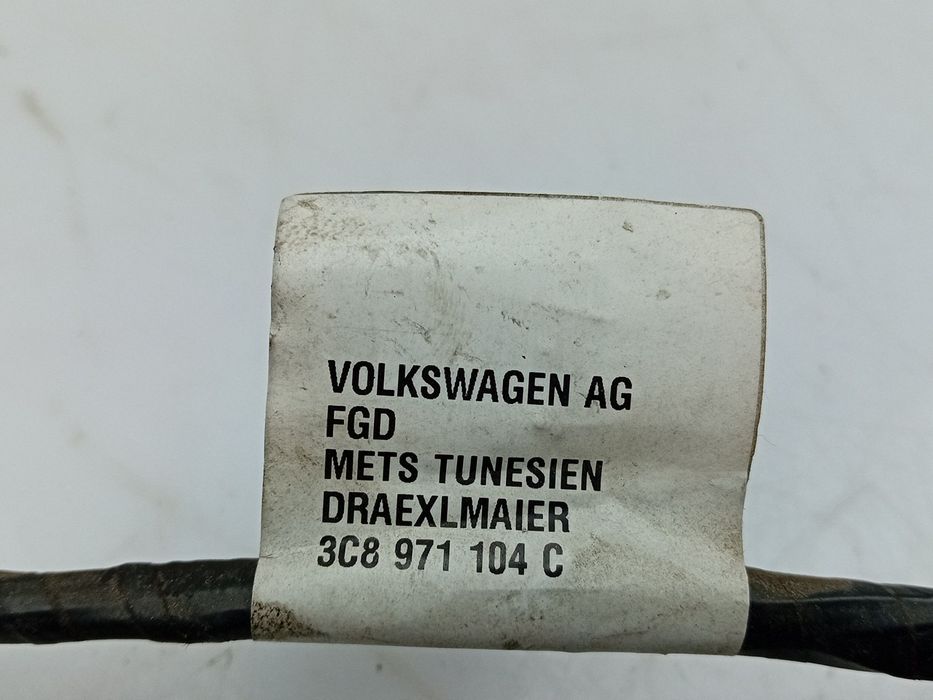 VOLKSWAGEN AG
FGD
METS TUNESIEN
DRAEXLMAIER
3C8 971 104 C